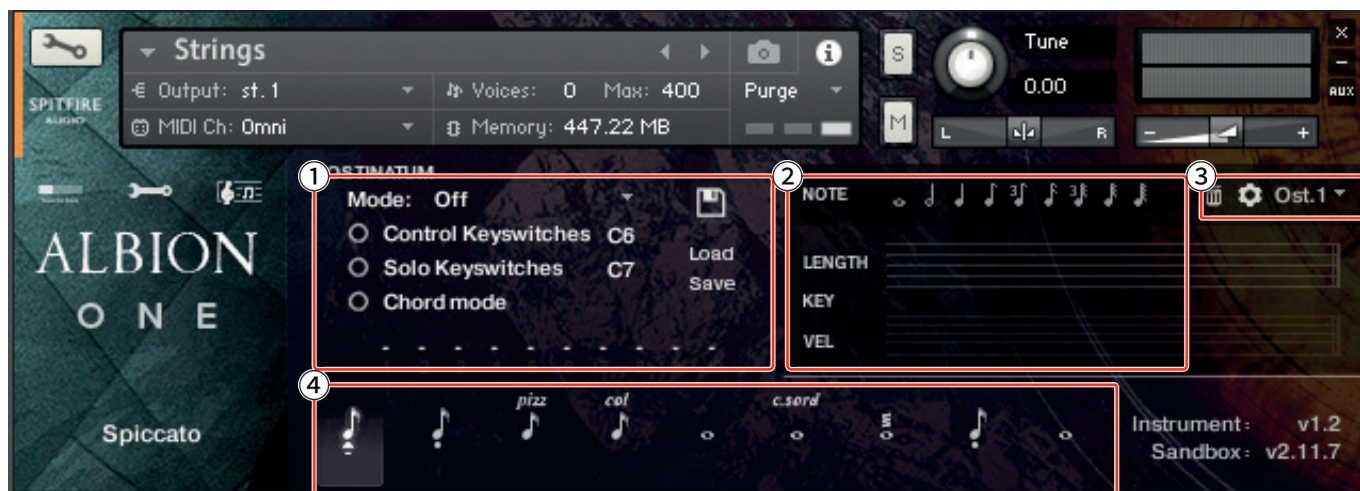 Strings
Output: st. 1
Voices: 0 Max: 400
Purge
MIDI Ch: Omni
Memory: 447.22 MB
S
M
Tune
0.00
L
R
-
+
×
-
AUX
SPITFIRE
AUDIO
ALBION
ONE
Spiccato
1
OSTINATUM
Mode: Off
Control Keyswitches C6
Solo Keyswitches C7
Chord mode
Load
Save
2
NOTE
3
3
LENGTH
KEY
VEL
3
Ost.1
4
pizz
col
c.sord
Instrument: v1.2
Sandbox: v2.11.7